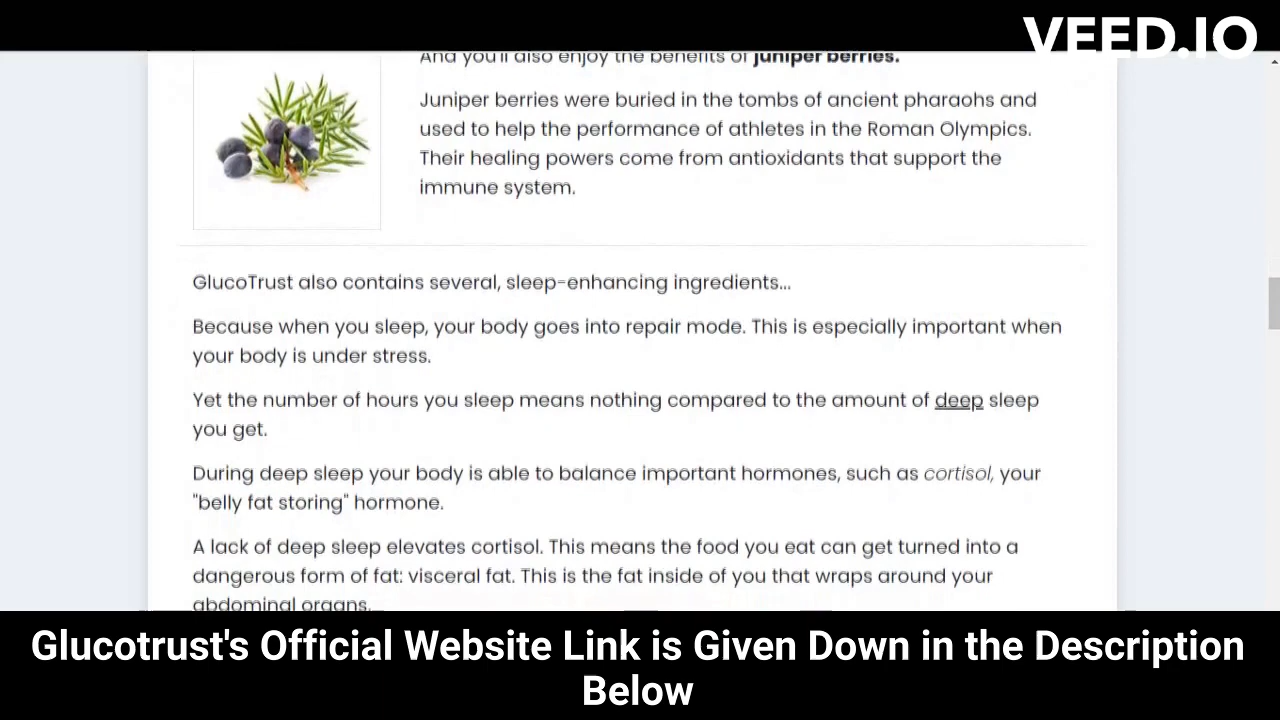 VEED.IO
And you'll also enjoy the benefits of juniper berries.
Juniper berries were buried in the tombs of ancient pharaohs and
used to help the performance of athletes in the Roman Olympics.
Their healing powers come from antioxidants that support the
immune system.
GlucoTrust also contains several, sleep-enhancing ingredients...
Because when you sleep, your body goes into repair mode. This is especially important when
your body is under stress.
Yet the number of hours you sleep means nothing compared to the amount of deep sleep
you get.
During deep sleep your body is able to balance important hormones, such as cortisol, your
"belly fat storing" hormone.
A lack of deep sleep elevates cortisol. This means the food you eat can get turned into a
dangerous form of fat: visceral fat. This is the fat inside of you that wraps around your
abdominal organs.
Glucotrust's Official Website Link is Given Down in the Description
Below